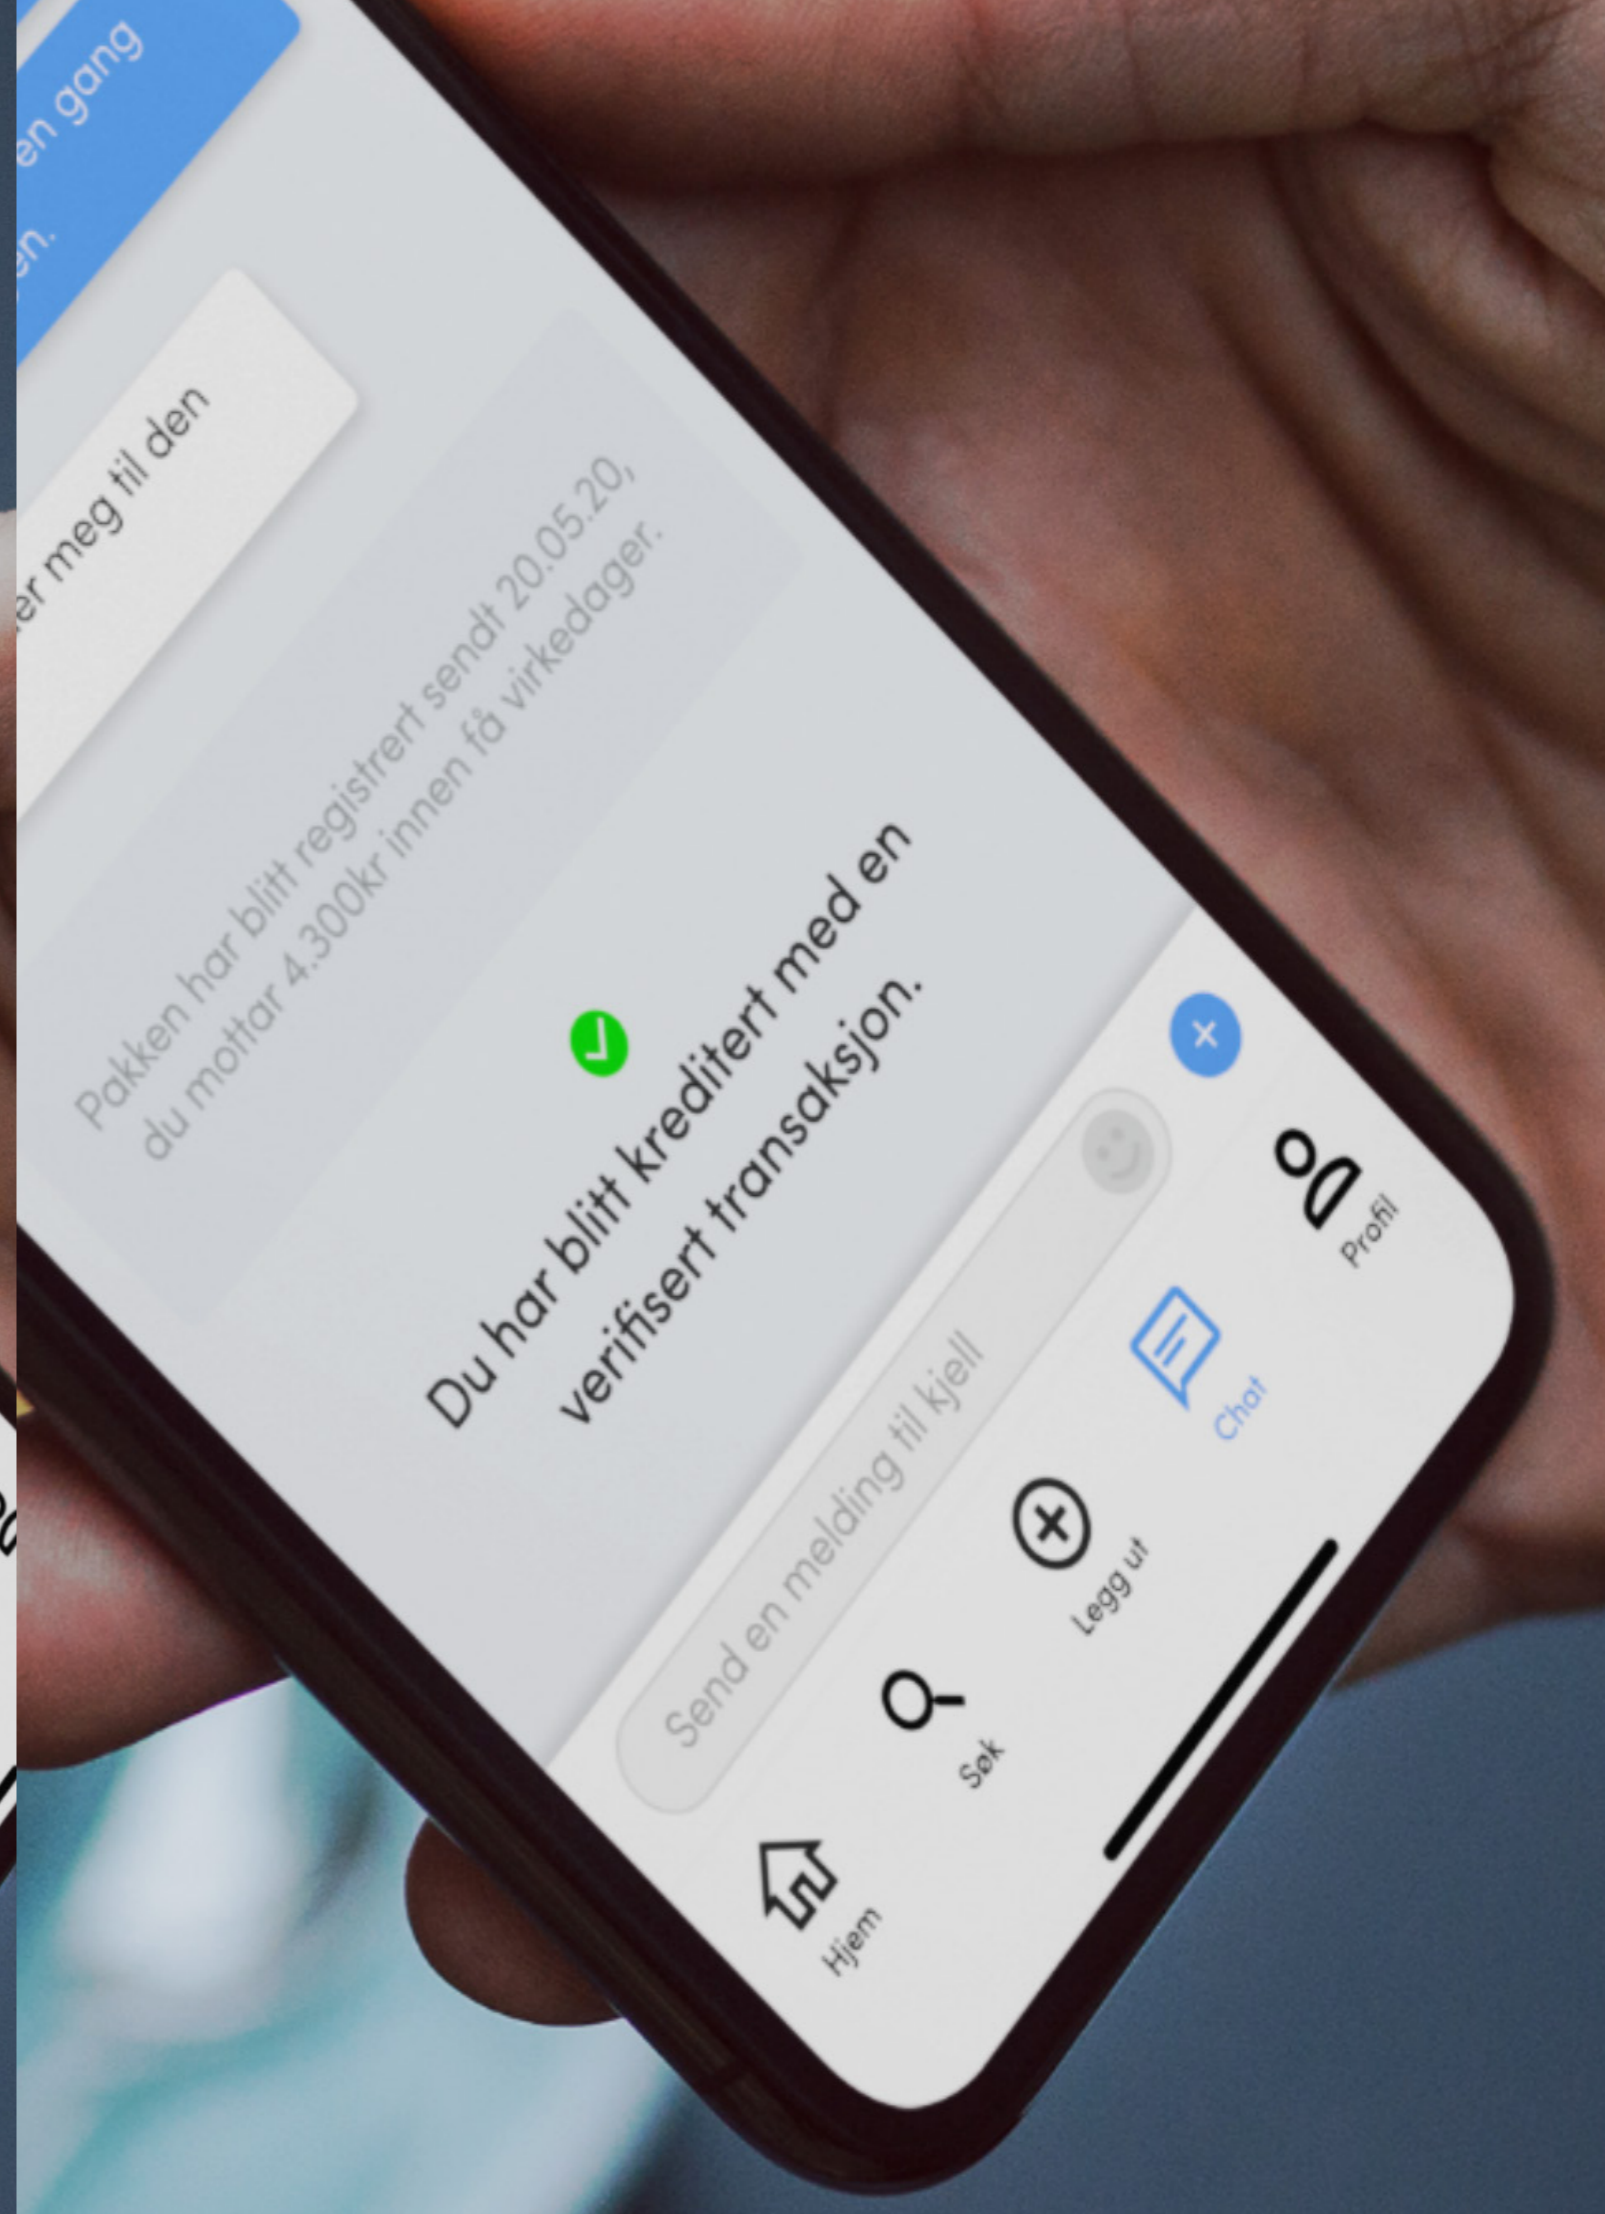 en gang
en.
er meg til den
Pakken har blitt registrert sendt 20.05.20,
du mottar 4.300kr innen få virkedager.
Du har blitt kreditert med en
verifisert transaksjon.
Send en melding til kjell
Hjem
Søk
Legg ut
Chat
Profil